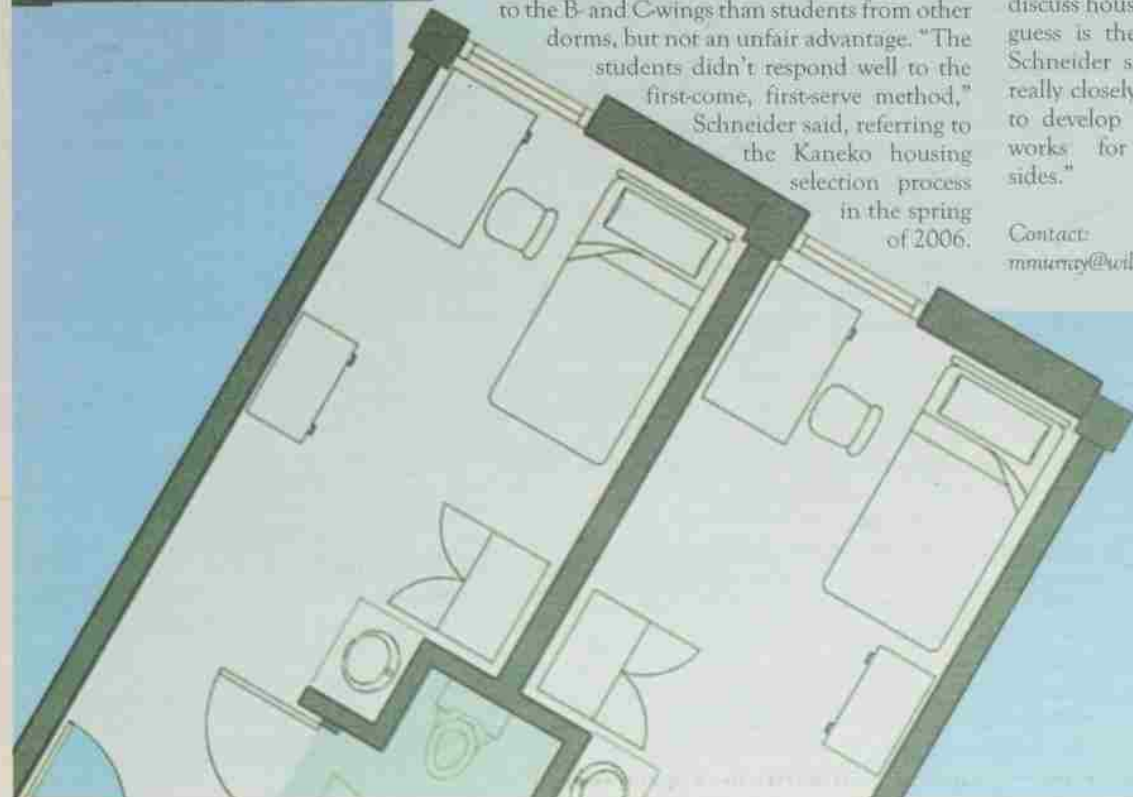 to the B- and C-wings than students from other
dorms, but not an unfair advantage. "The
students didn't respond well to the
first-come, first-serve method,"
Schneider said, referring to
the Kaneko housing
selection process
in the spring
of 2006.
discuss hous
guess is the
Schneider s
really closely
to develop
works for
sides."
Contact:
mmurray@wil